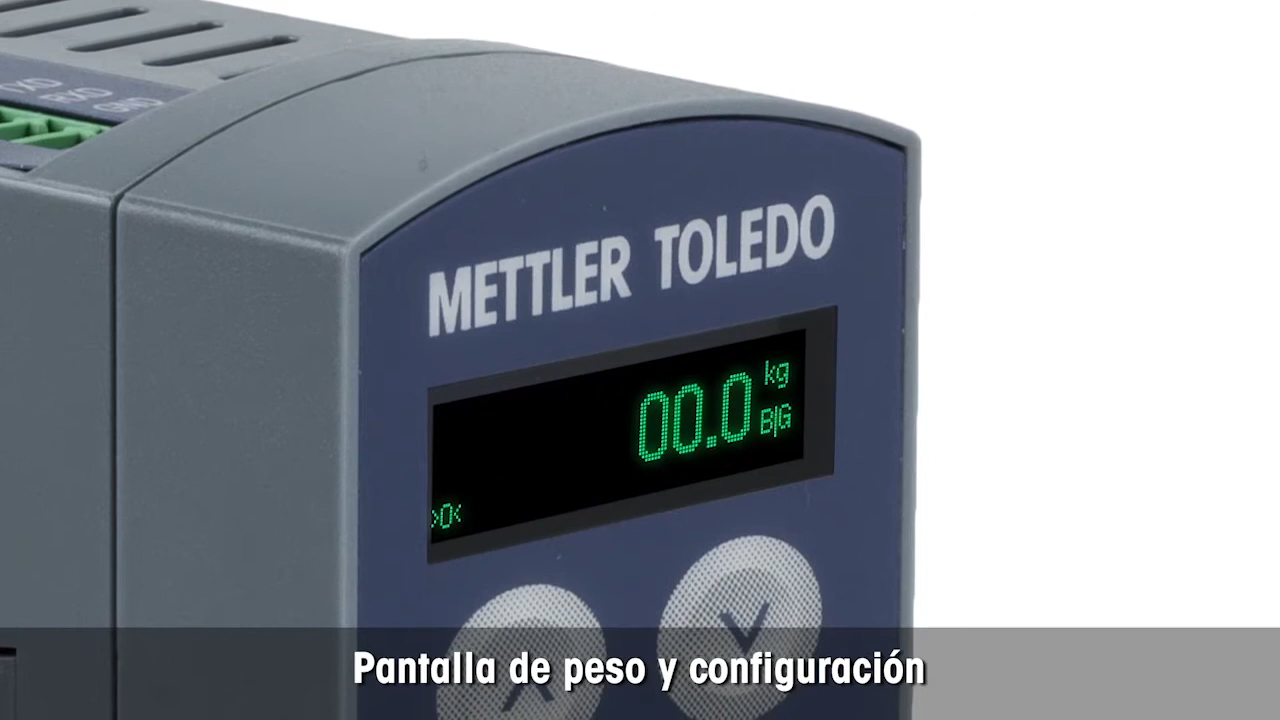 METTLER TOLEDO
00.0 kg
B|G
>0<
Pantalla de peso y configuración